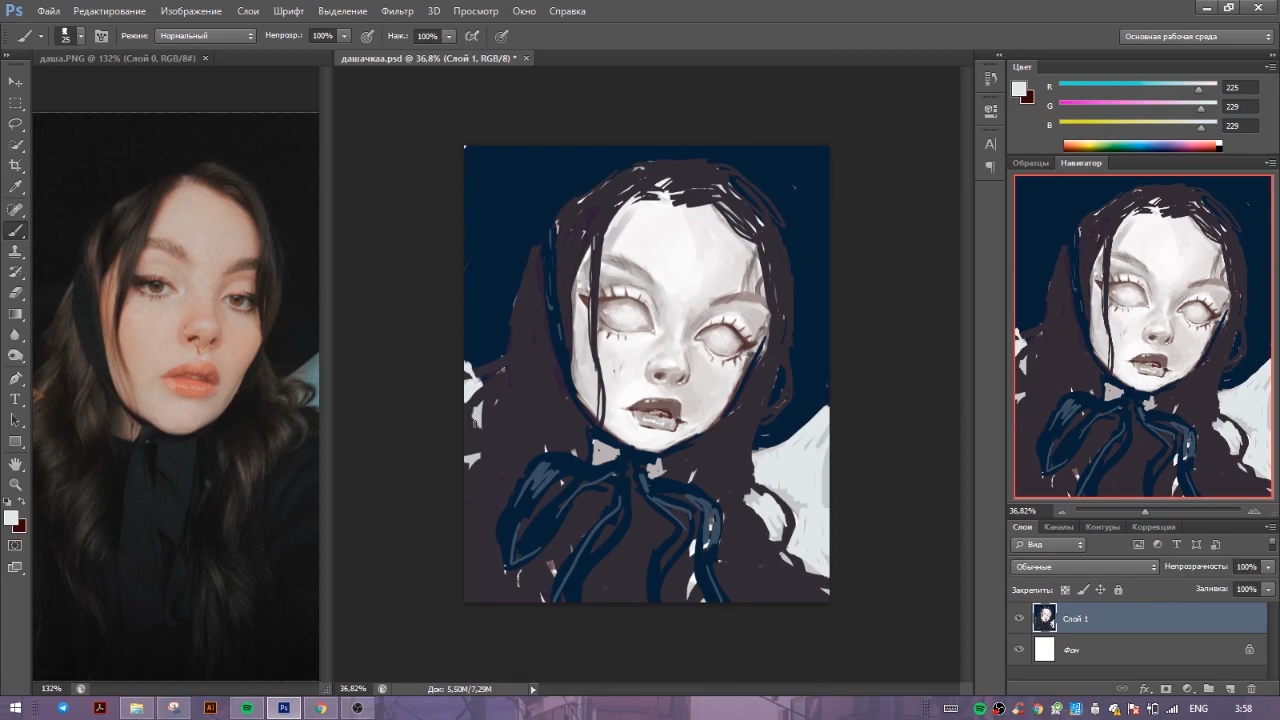 Ps Файл Редактирование Изображение Слои Шрифт Выделение Фильтр 3D Просмотр Окно Справка
25 Режим: Нормальный Непрозр.: 100% Наж.: 100% Основная рабочая среда
даша.PNG @ 132% (Слой 0, RGB/8#) × дашачкаа.psd @ 36,8% (Слой 1, RGB/8) * ×
Цвет
R 225
G 229
B 229
Образцы Навигатор
36,82%
Слои Каналы Контуры Коррекция
Вид
Обычные Непрозрачность: 100%
Закрепить: Заливка: 100%
Слой 1
Фон
132% 36,82% Док: 5,50M/7,29M
Ai Ps ENG 3:58